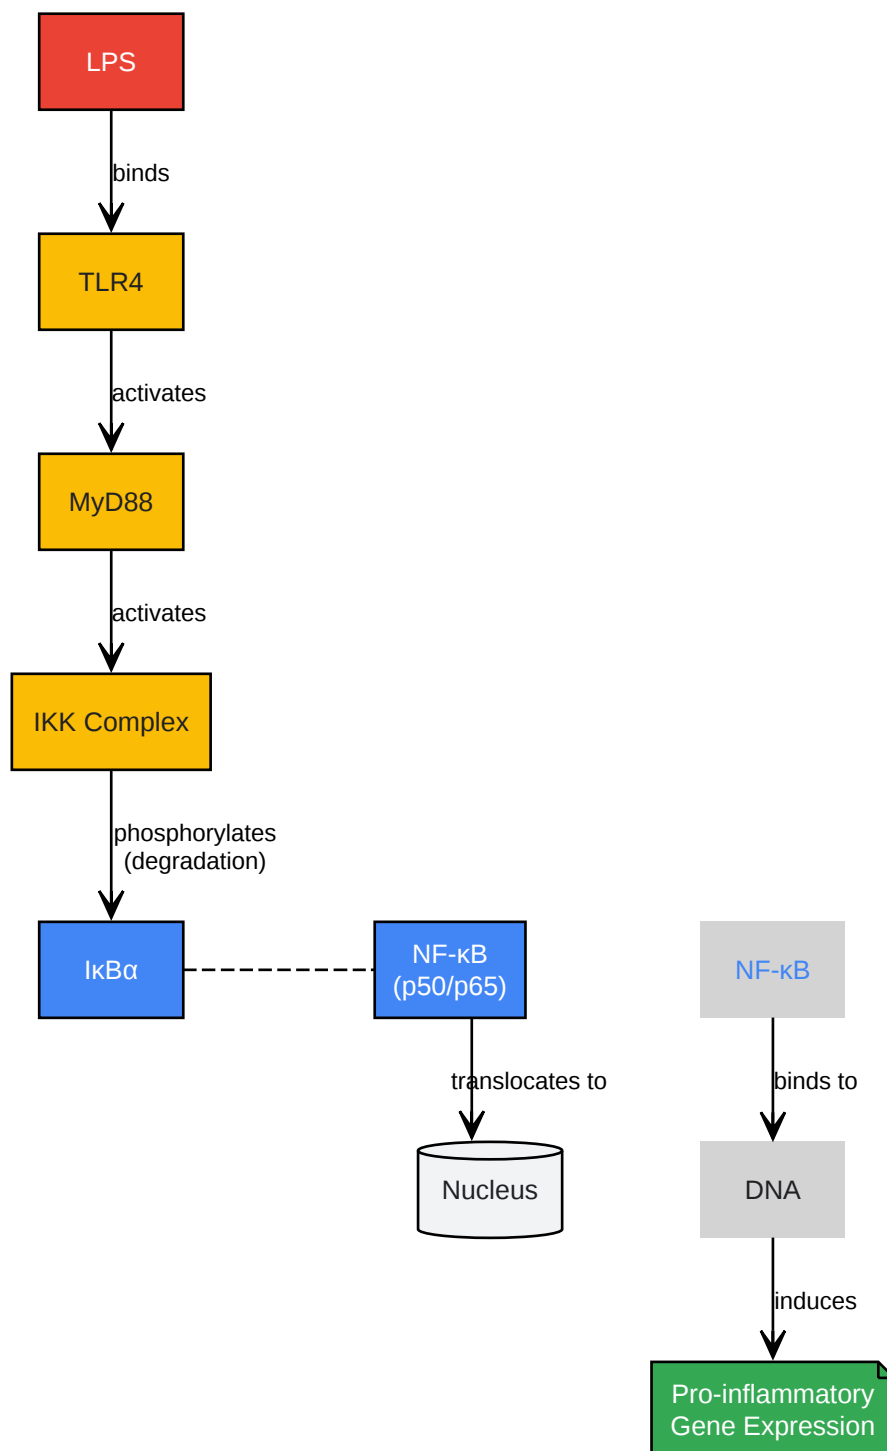 LPS
binds
TLR4
activates
MyD88
activates
IKK Complex
phosphorylates
(degradation)
IκBα
NF-κB
(p50/p65)
NF-κB
translocates to
binds to
Nucleus
DNA
induces
Pro-inflammatory
Gene Expression